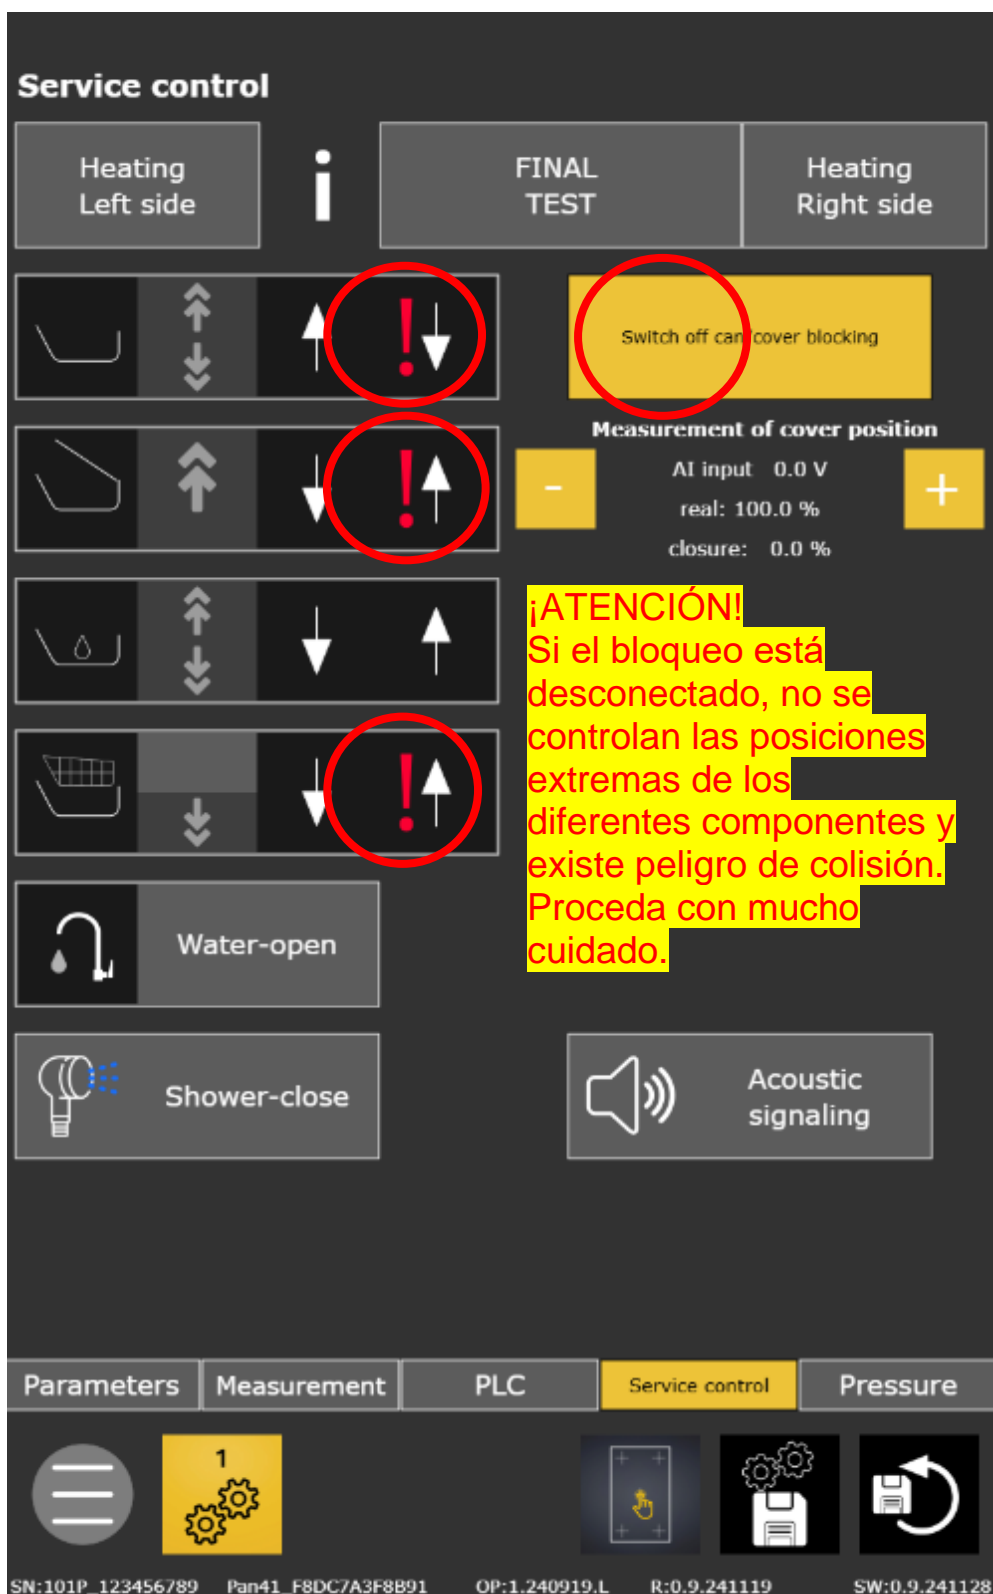 Service control
Heating
Left side
i
FINAL
TEST
Heating
Right side
!
Switch off can/cover blocking
Measurement of cover position
!
-
AI input 0.0 V
+
real: 100.0 %
closure: 0.0 %
¡ATENCIÓN!
Si el bloqueo está
desconectado, no se
controlan las posiciones
extremas de los
diferentes componentes y
existe peligro de colisión.
Proceda con mucho
cuidado.
!
Water-open
Shower-close
Acoustic
signaling
Parameters Measurement PLC Service control Pressure
1
SN:101P_123456789 Pan41_F8DC7A3F8B91 OP:1.240919.L R:0.9.241119 SW:0.9.241128